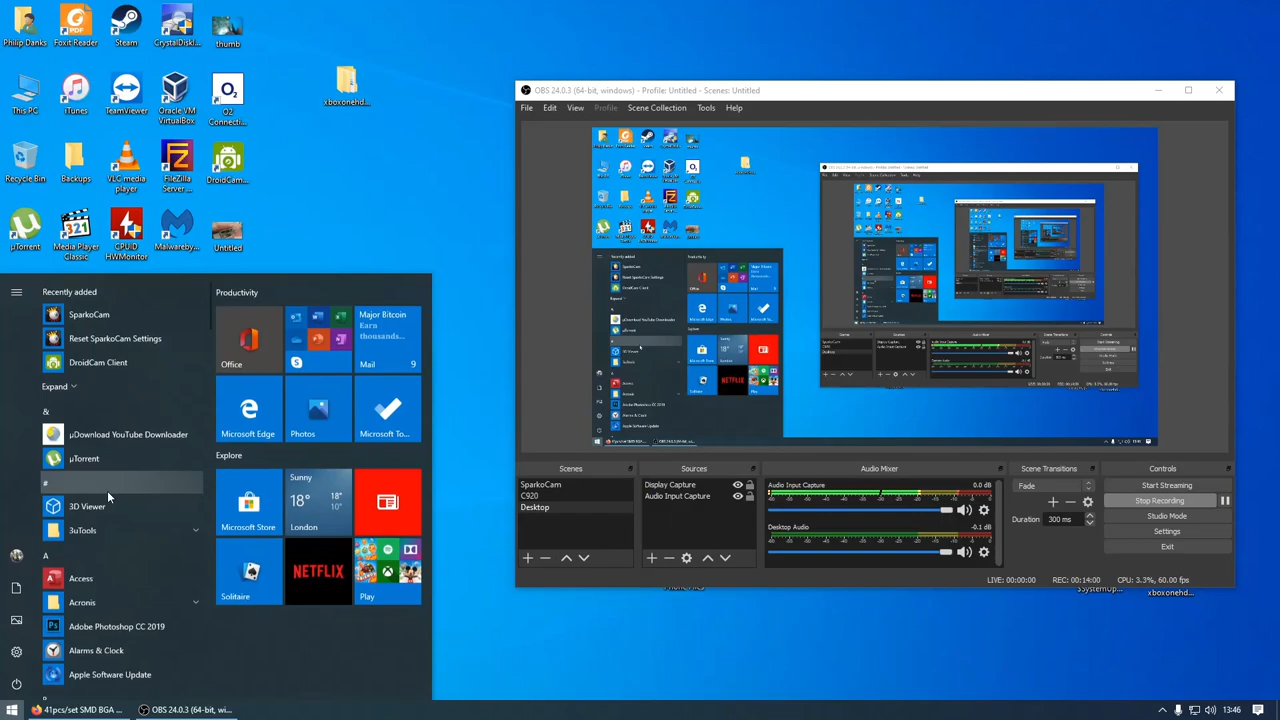 Philip Danks
Foxit Reader
Steam
CrystalDiskI...
thumb
This PC
iTunes
TeamViewer
Oracle VM
VirtualBox
O2
Connecti...
xboxonehd...
Recycle Bin
Backups
VLC media
player
FileZilla
Server ...
DroidCam...
µTorrent
Media Player
Classic
CPUID
HWMonitor
Malwareby...
Untitled
Recently added
SparkoCam
Reset SparkoCam Settings
DroidCam Client
Expand
&
µDownload YouTube Downloader
µTorrent
#
3D Viewer
3uTools
A
Access
Acronis
Adobe Photoshop CC 2019
Alarms & Clock
Apple Software Update
Productivity
Office
Major Bitcoin
Earn
thousands...
Mail
9
Microsoft Edge
Photos
Microsoft To...
Explore
Microsoft Store
Sunny
18°
18°
10°
London
Solitaire
NETFLIX
Play
OBS 24.0.3 (64-bit, windows) - Profile: Untitled - Scenes: Untitled
File Edit View Profile Scene Collection Tools Help
Scenes
SparkoCam
C920
Desktop
Sources
Display Capture
Audio Input Capture
Audio Mixer
Audio Input Capture 0.0 dB
Desktop Audio -0.1 dB
Scene Transitions
Fade
Duration 300 ms
Controls
Start Streaming
Stop Recording
Studio Mode
Settings
Exit
LIVE: 00:00:00 REC: 00:14:00 CPU: 3.3%, 60.00 fps
$SystemUp...
xboxonehd...
41pcs/set SMD BGA ...
OBS 24.0.3 (64-bit, wi...
13:46